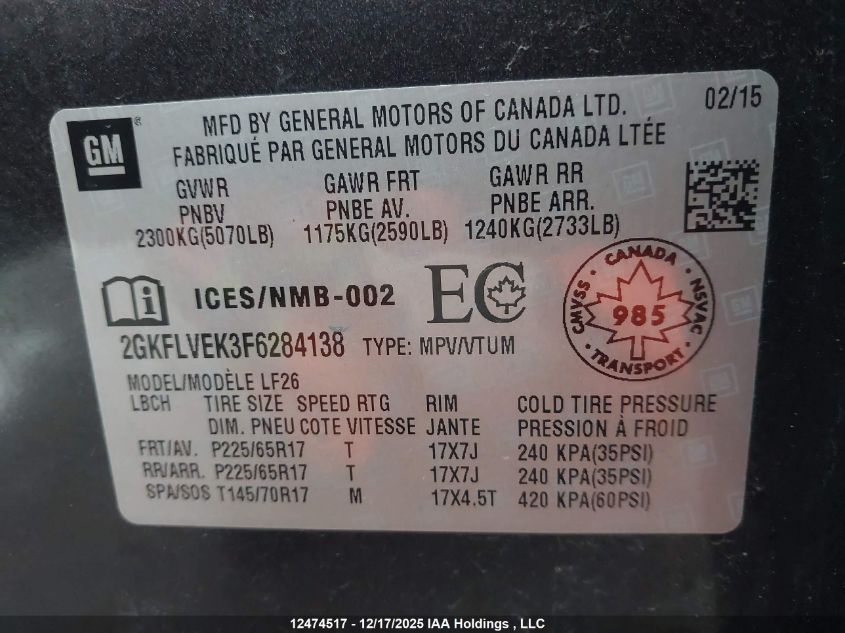 GM
MFD BY GENERAL MOTORS OF CANADA LTD. 02/15
FABRIQUÉ PAR GENERAL MOTORS DU CANADA LTÉE
GVWR GAWR FRT GAWR RR
PNBV PNBE AV. PNBE ARR.
2300KG(5070LB) 1175KG(2590LB) 1240KG(2733LB)
ICES/NMB-002 EC
CANADA
CMVSS 985 NSVAC
TRANSPORT
2GKFLVEK3F6284138 TYPE: MPV/VTUM
MODEL/MODÈLE LF26
LBCH TIRE SIZE SPEED RTG RIM COLD TIRE PRESSURE
DIM. PNEU COTE VITESSE JANTE PRESSION À FROID
FRT/AV. P225/65R17 T 17X7J 240 KPA(35PSI)
RR/ARR. P225/65R17 T 17X7J 240 KPA(35PSI)
SPA/SOS T145/70R17 M 17X4.5T 420 KPA(60PSI)
12474517 - 12/17/2025 IAA Holdings , LLC